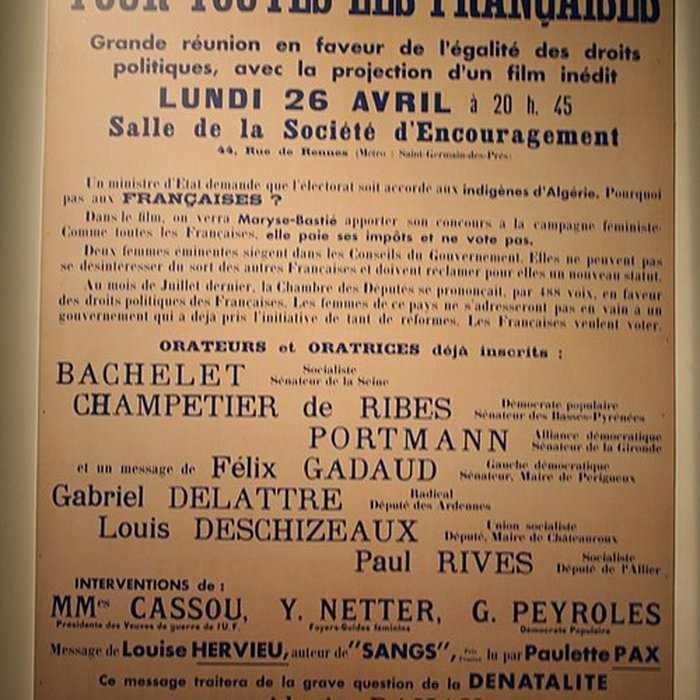 POUR TOUTES LES FRANÇAISES
Grande réunion en faveur de l'égalité des droits
politiques, avec la projection d'un film inédit
LUNDI 26 AVRIL à 20 h. 45
Salle de la Société d'Encouragement
44, Rue de Rennes (Métro : Saint-Germain-des-Prés)
Un ministre d'Etat demande que l'électorat soit accordé aux indigènes d'Algérie. Pourquoi
pas aux FRANÇAISES ?
Dans le film, on verra Maryse-Bastié apporter son concours à la campagne féministe.
Comme toutes les Françaises, elle paie ses impôts et ne vote pas.
Deux femmes éminentes siègent dans les Conseils du Gouvernement. Elles ne peuvent pas
se désintéresser du sort des autres Françaises et doivent réclamer pour elles un nouveau statut.
Au mois de Juillet dernier, la Chambre des Députés se prononçait, par 488 voix, en faveur
des droits politiques des Françaises. Les femmes de ce pays ne s'adresseront pas en vain à un
gouvernement qui a déjà pris l'initiative de tant de réformes. Les Françaises veulent voter.
ORATEURS et ORATRICES déjà inscrits :
BACHELET Socialiste
Sénateur de la Seine
CHAMPETIER de RIBES Démocrate populaire
Sénateur des Basses-Pyrénées
PORTMANN Alliance démocratique
Sénateur de la Gironde
et un message de Félix GADAUD Gauche démocratique
Sénateur, Maire de Périgueux
Gabriel DELATTRE Radical
Député des Ardennes
Louis DESCHIZEAUX Union socialiste
Député, Maire de Châteauroux
Paul RIVES Socialiste
Député de l'Allier
INTERVENTIONS de :
MMes CASSOU, Y. NETTER, G. PEYROLES
Présidente des Veuves de guerre de l'U.F. Foyers-Guides féminins Démocrate Populaire
Message de Louise HERVIEU, auteur de "SANGS", Prix Femina lu par Paulette PAX
Ce message traitera de la grave question de la DENATALITE